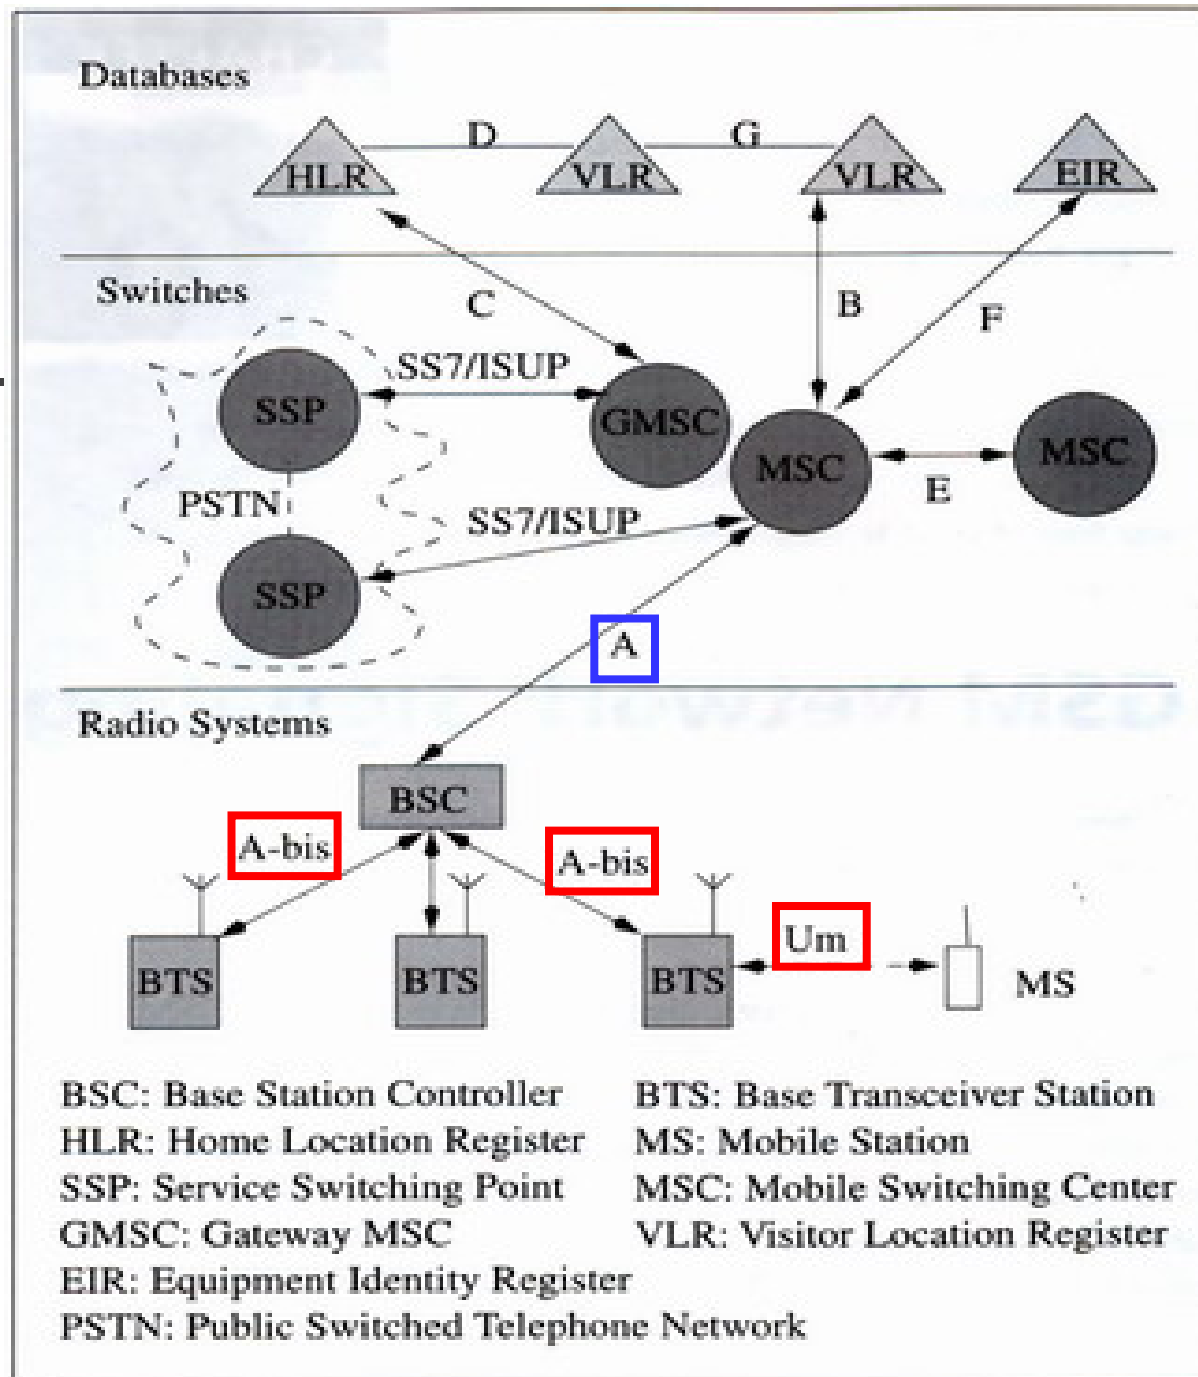 Databases
D
G
HLR
VLR
VLR
EIR
Switches
C
B
F
SS7/ISUP
SSP
GMSC
MSC
MSC
E
PSTN
SS7/ISUP
SSP
A
Radio Systems
BSC
A-bis
A-bis
Um
BTS
BTS
BTS
MS
BSC: Base Station Controller
BTS: Base Transceiver Station
HLR: Home Location Register
MS: Mobile Station
SSP: Service Switching Point
MSC: Mobile Switching Center
GMSC: Gateway MSC
VLR: Visitor Location Register
EIR: Equipment Identity Register
PSTN: Public Switched Telephone Network